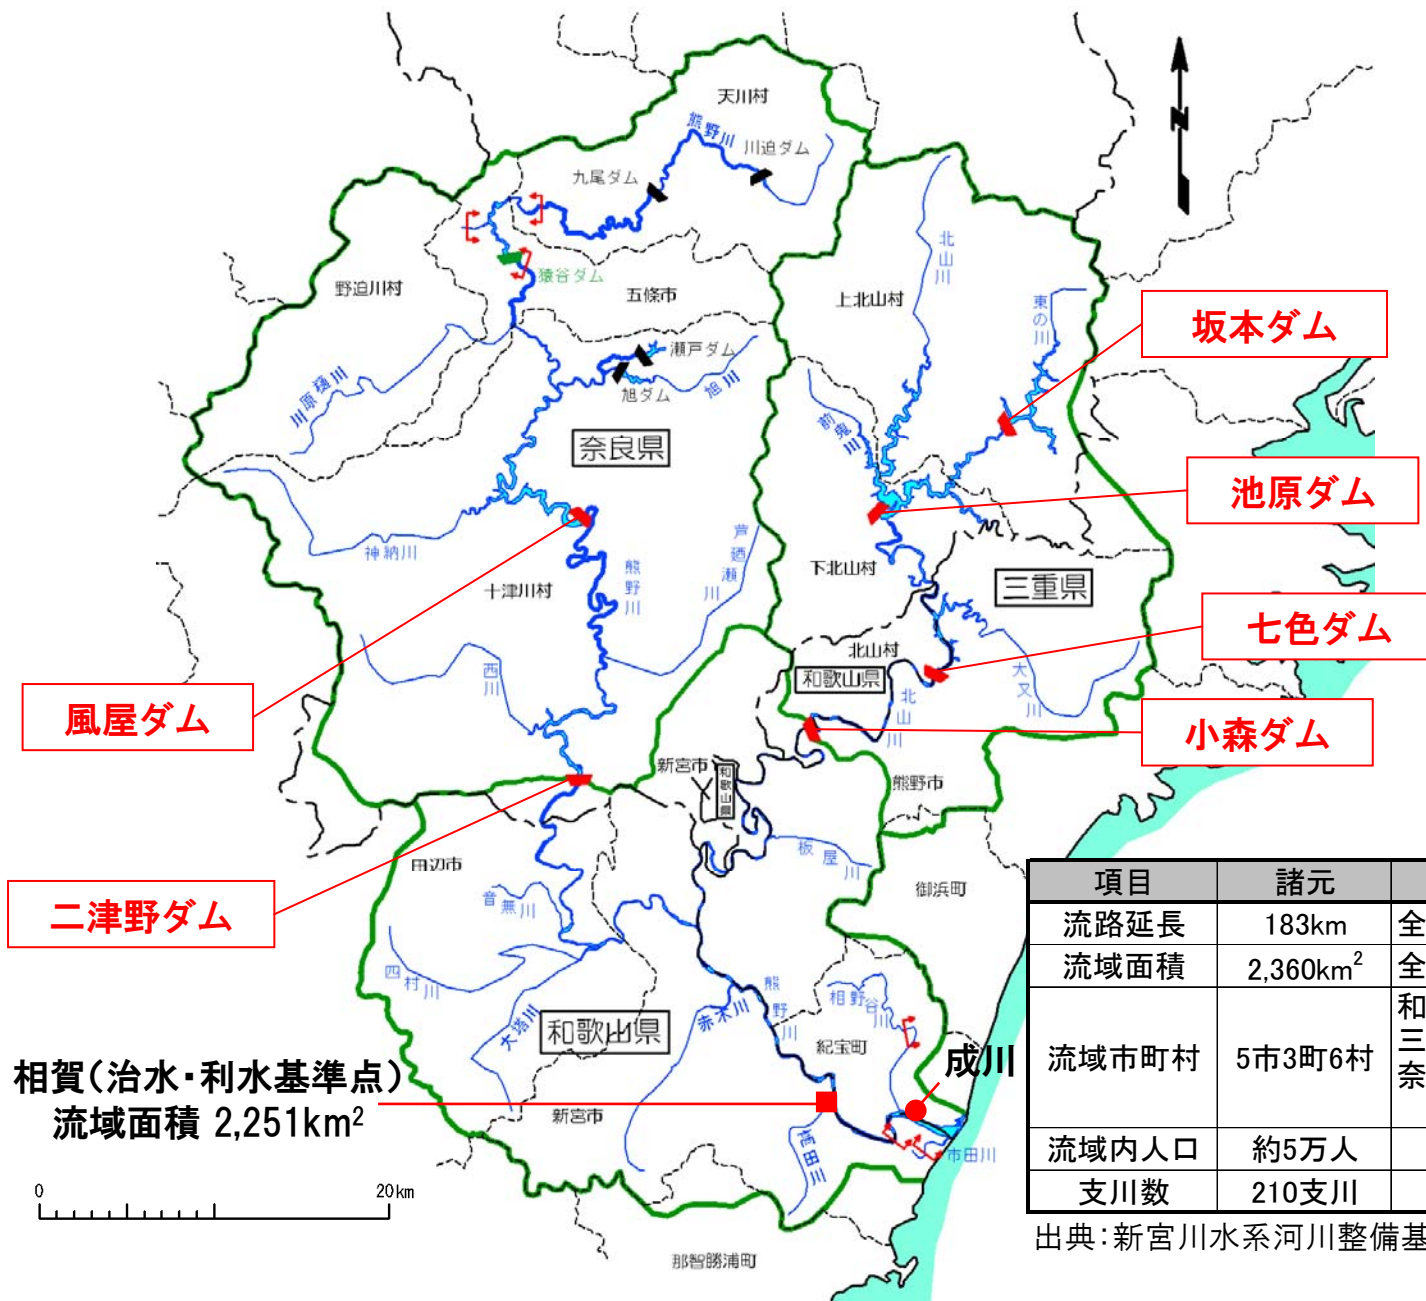 天川村
熊野川
川迫ダム
九尾ダム
N
猿谷ダム
野迫川村
五條市
上北山村
北山川
東の川
坂本ダム
瀬戸ダム
旭ダム
旭川
川原樋川
奈良県
前鬼川
池原ダム
神納川
十津川村
熊野川
芦廼瀬川
下北山村
三重県
七色ダム
北山村
和歌山県
北山川
大又川
西川
風屋ダム
小森ダム
新宮市
和歌山県
熊野市
田辺市
板屋川
御浜町
音無川
二津野ダム
四村川
大塔川
赤木川
熊野川
相野谷川
紀宝町
和歌山県
成川
相賀(治水・利水基準点)
流域面積 2,251km²
新宮市
三田高川
市田川
0 20km
那智勝浦町
項目 諸元
流路延長 183km 全
流域面積 2,360km² 全
流域市町村 5市3町6村 和
三
奈
流域内人口 約5万人
支川数 210支川
出典:新宮川水系河川整備基